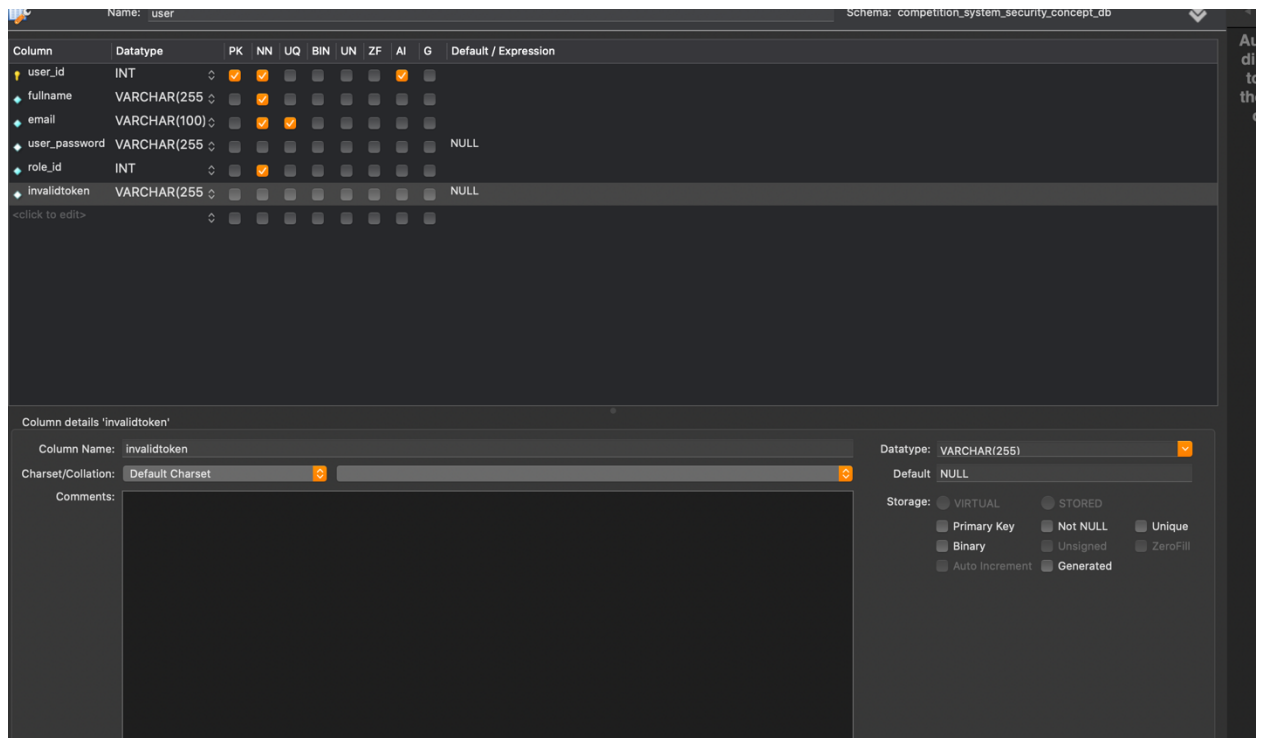 Name: user Schema: competition_system_security_concept_db
Column Datatype PK NN UQ BIN UN ZF AI G Default / Expression
user_id INT
fullname VARCHAR(255
email VARCHAR(100)
user_password VARCHAR(255 NULL
role_id INT
invalidtoken VARCHAR(255 NULL
<click to edit>
Column details 'invalidtoken'
Column Name: invalidtoken Datatype: VARCHAR(255)
Charset/Collation: Default Charset Default NULL
Comments: Storage: VIRTUAL STORED
Primary Key Not NULL Unique
Binary Unsigned ZeroFill
Auto Increment Generated